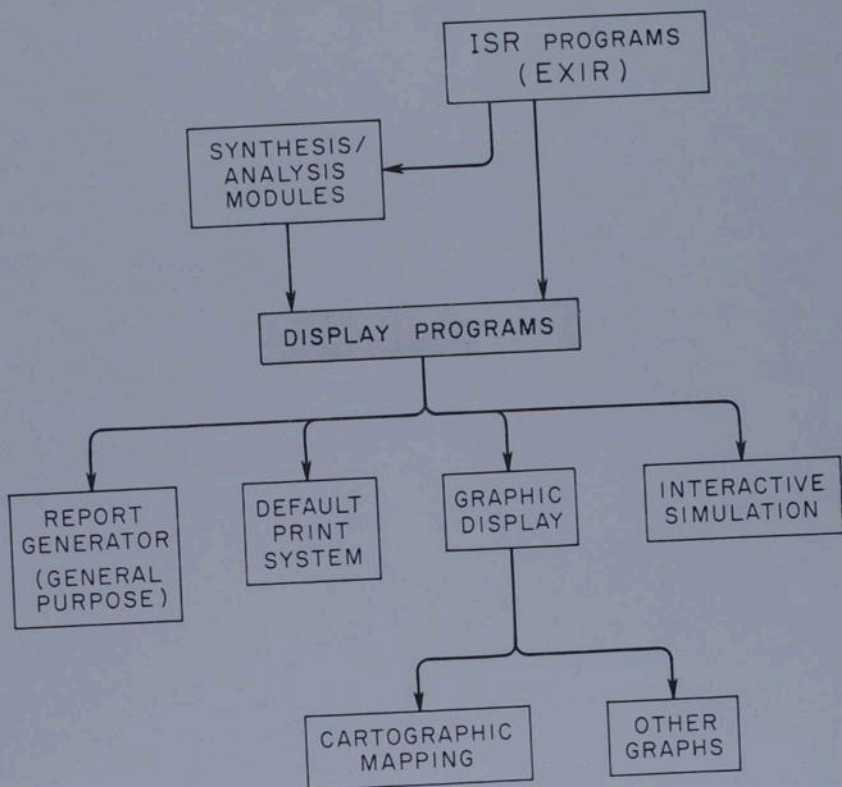 ISR PROGRAMS
(EXIR)
SYNTHESIS/
ANALYSIS
MODULES
DISPLAY PROGRAMS
REPORT
GENERATOR
(GENERAL
PURPOSE)
DEFAULT
PRINT
SYSTEM
GRAPHIC
DISPLAY
INTERACTIVE
SIMULATION
CARTOGRAPHIC
MAPPING
OTHER
GRAPHS